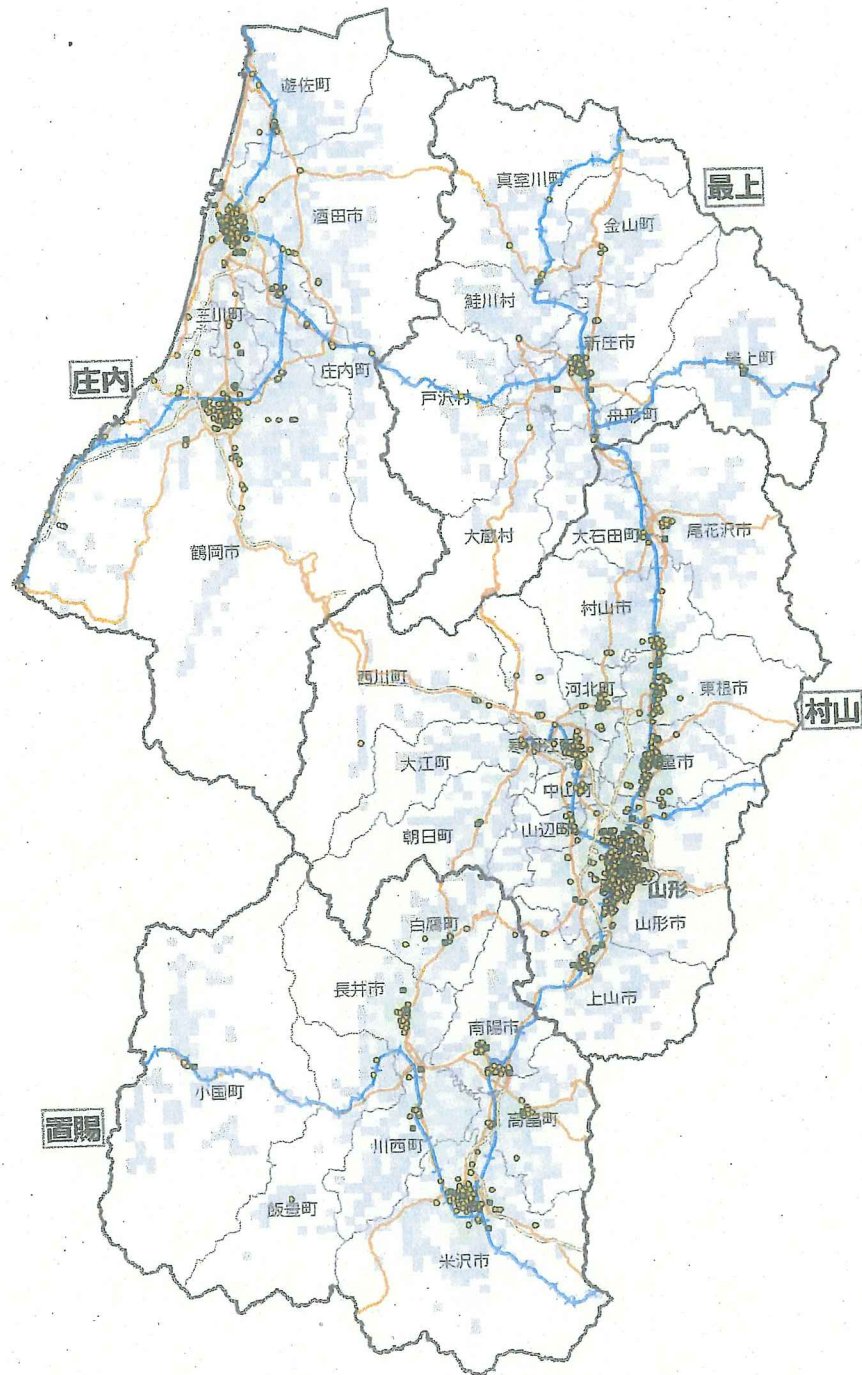 遊佐町
真室川町
最上
酒田市
金山町
鮭川村
三川町
新庄市
庄内町
最上町
庄内
戸沢村
舟形町
大蔵村
大石田町
尾花沢市
鶴岡市
村山市
西川町
河北町
東根市
村山
大江町
中山町
朝日町
山辺町
山形
白鷹町
山形市
長井市
上山市
南陽市
小国町
高畠町
置賜
川西町
飯豊町
米沢市